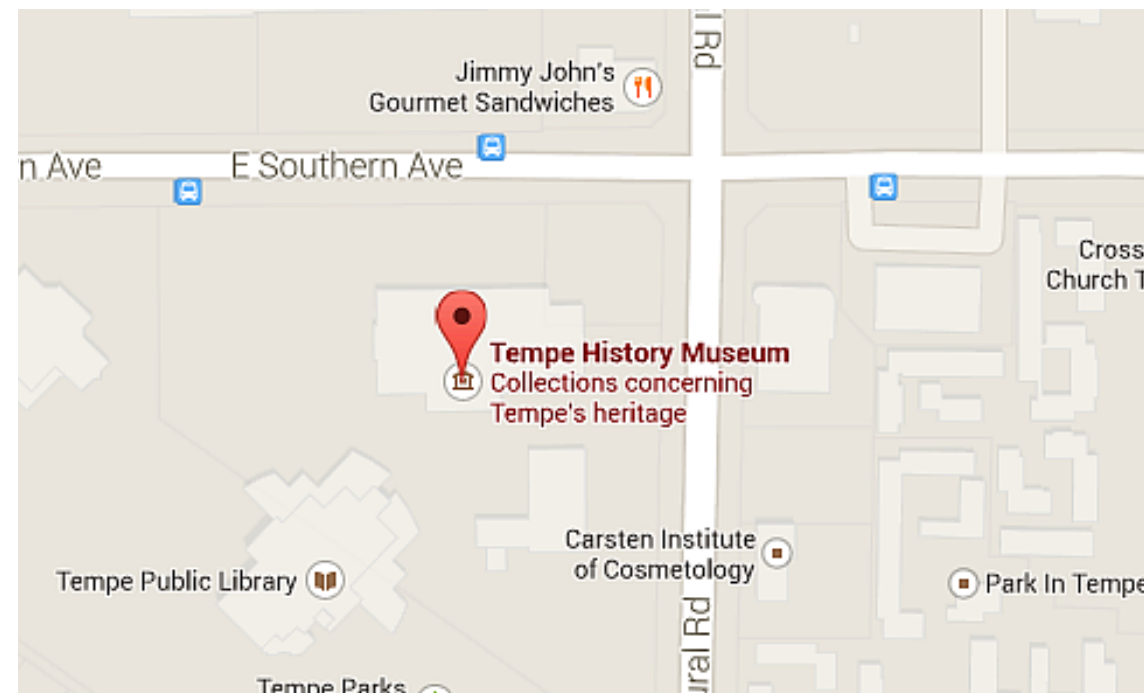 l Rd
Jimmy John's
Gourmet Sandwiches
n Ave
E Southern Ave
Cross
Church T
Tempe History Museum
Collections concerning
Tempe's heritage
Carsten Institute
of Cosmetology
Tempe Public Library
Park In Tempe
ural Rd
Tempe Parks